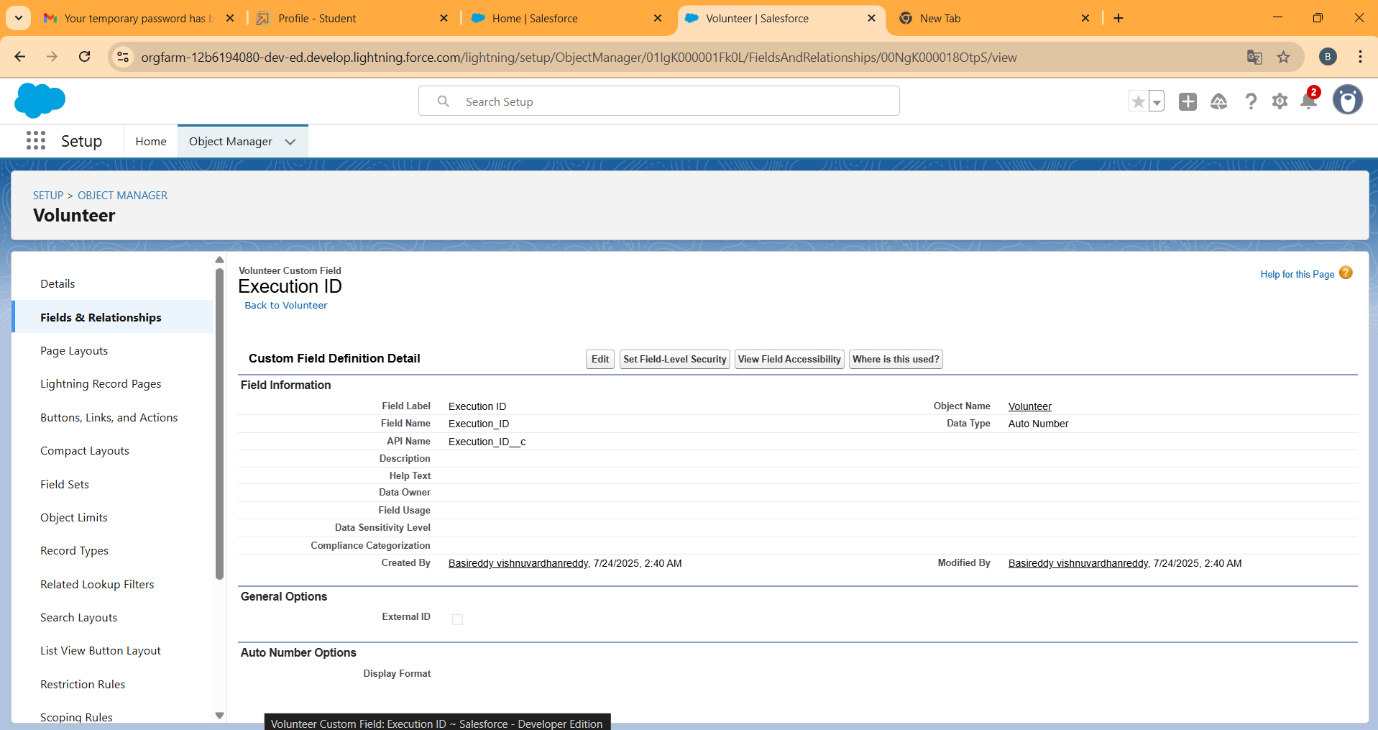 Your temporary password has b
Profile - Student
Home | Salesforce
Volunteer | Salesforce
New Tab
orgfarm-12b6194080-dev-ed.develop.lightning.force.com/lightning/setup/ObjectManager/01IgK000001Fk0L/FieldsAndRelationships/00NgK000018OtpS/view
B
Search Setup
2
Setup
Home
Object Manager
SETUP > OBJECT MANAGER
Volunteer
Details
Fields & Relationships
Page Layouts
Lightning Record Pages
Buttons, Links, and Actions
Compact Layouts
Field Sets
Object Limits
Record Types
Related Lookup Filters
Search Layouts
List View Button Layout
Restriction Rules
Scoping Rules
Volunteer Custom Field
Execution ID
Back to Volunteer
Help for this Page ?
Custom Field Definition Detail
Edit
Set Field-Level Security
View Field Accessibility
Where is this used?
Field Information
Field Label Execution ID Object Name Volunteer
Field Name Execution_ID Data Type Auto Number
API Name Execution_ID__c
Description
Help Text
Data Owner
Field Usage
Data Sensitivity Level
Compliance Categorization
Created By Basireddy vishnuvardhanreddy, 7/24/2025, 2:40 AM Modified By Basireddy vishnuvardhanreddy, 7/24/2025, 2:40 AM
General Options
External ID
Auto Number Options
Display Format
Volunteer Custom Field: Execution ID ~ Salesforce - Developer Edition